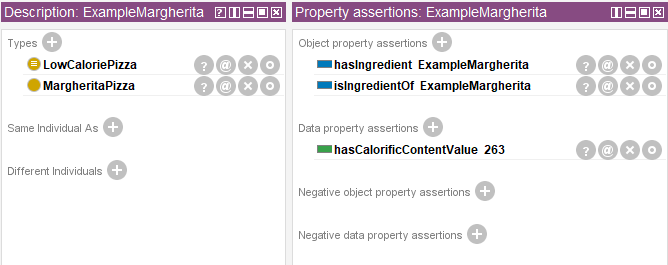 Description: ExampleMargherita
Types
LowCaloriePizza
MargheritaPizza
Same Individual As
Different Individuals
Property assertions: ExampleMargherita
Object property assertions
hasIngredient ExampleMargherita
isIngredientOf ExampleMargherita
Data property assertions
hasCalorificContentValue 263
Negative object property assertions
Negative data property assertions